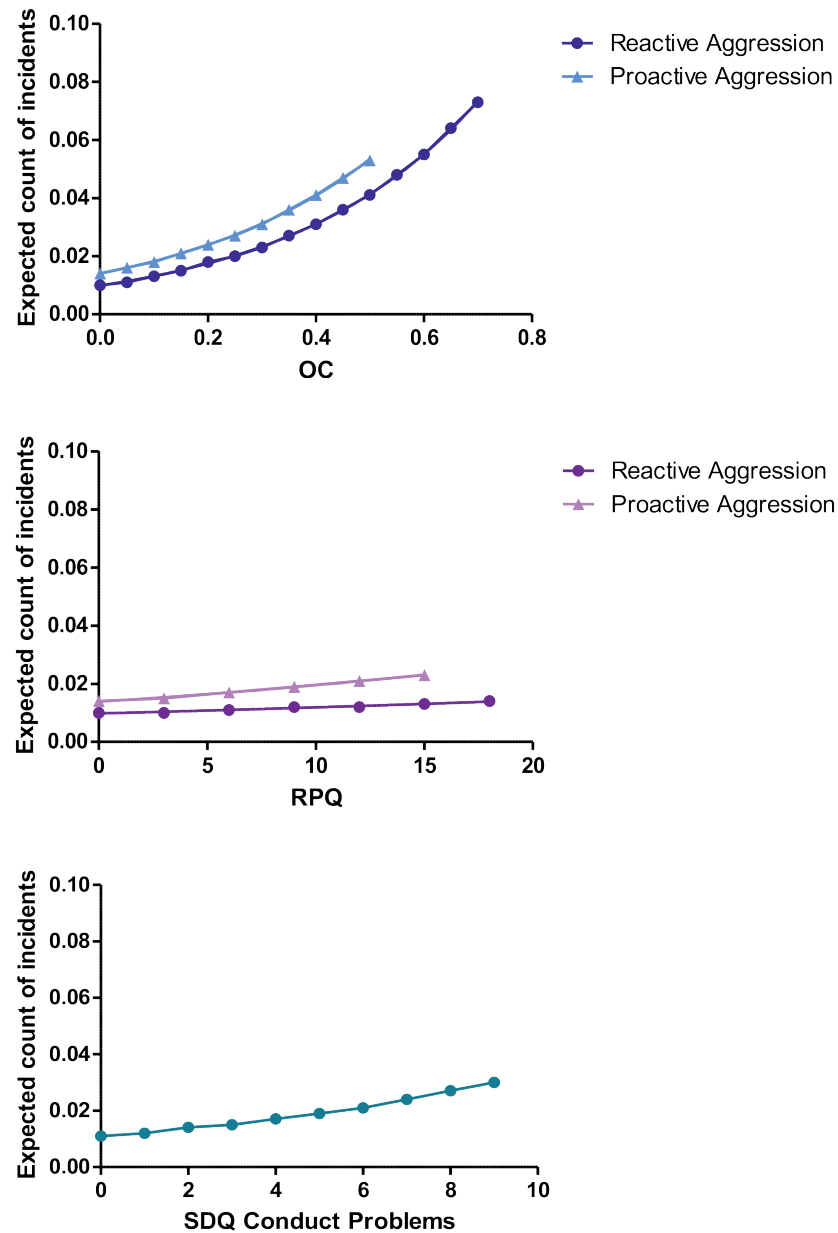 Expected count of incidents
0.10
0.08
0.06
0.04
0.02
0.00
0.0 0.2 0.4 0.6 0.8
OC
Reactive Aggression
Proactive Aggression
Expected count of incidents
0.10
0.08
0.06
0.04
0.02
0.00
0 5 10 15 20
RPQ
Reactive Aggression
Proactive Aggression
Expected count of incidents
0.10
0.08
0.06
0.04
0.02
0.00
0 2 4 6 8 10
SDQ Conduct Problems